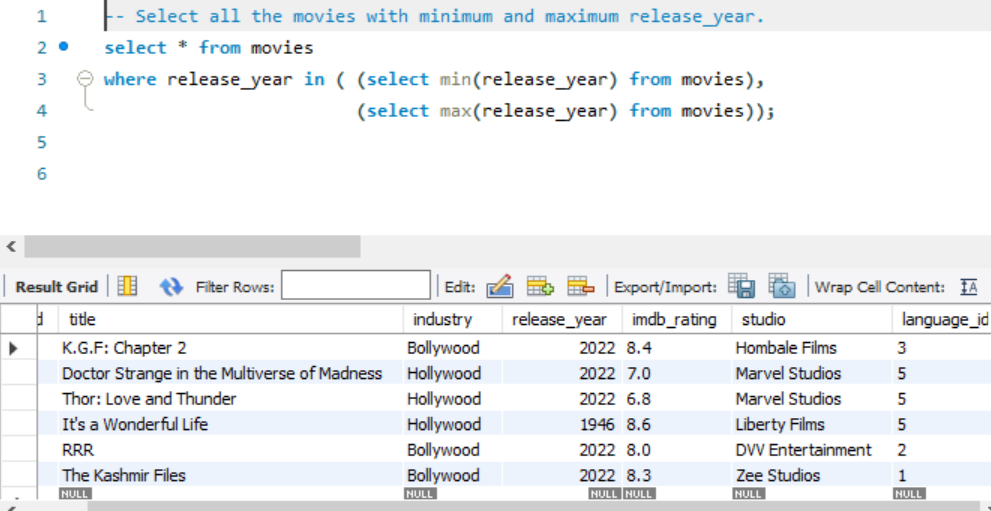 1 -- Select all the movies with minimum and maximum release_year.
2 select * from movies
3 where release_year in ( (select min(release_year) from movies),
4 (select max(release_year) from movies));
5
6
Result Grid Filter Rows: Edit: Export/Import: Wrap Cell Content:
title industry release_year imdb_rating studio language_id
K.G.F: Chapter 2 Bollywood 2022 8.4 Hombale Films 3
Doctor Strange in the Multiverse of Madness Hollywood 2022 7.0 Marvel Studios 5
Thor: Love and Thunder Hollywood 2022 6.8 Marvel Studios 5
It's a Wonderful Life Hollywood 1946 8.6 Liberty Films 5
RRR Bollywood 2022 8.0 DVV Entertainment 2
The Kashmir Files Bollywood 2022 8.3 Zee Studios 1
NULL NULL NULL NULL NULL NULL